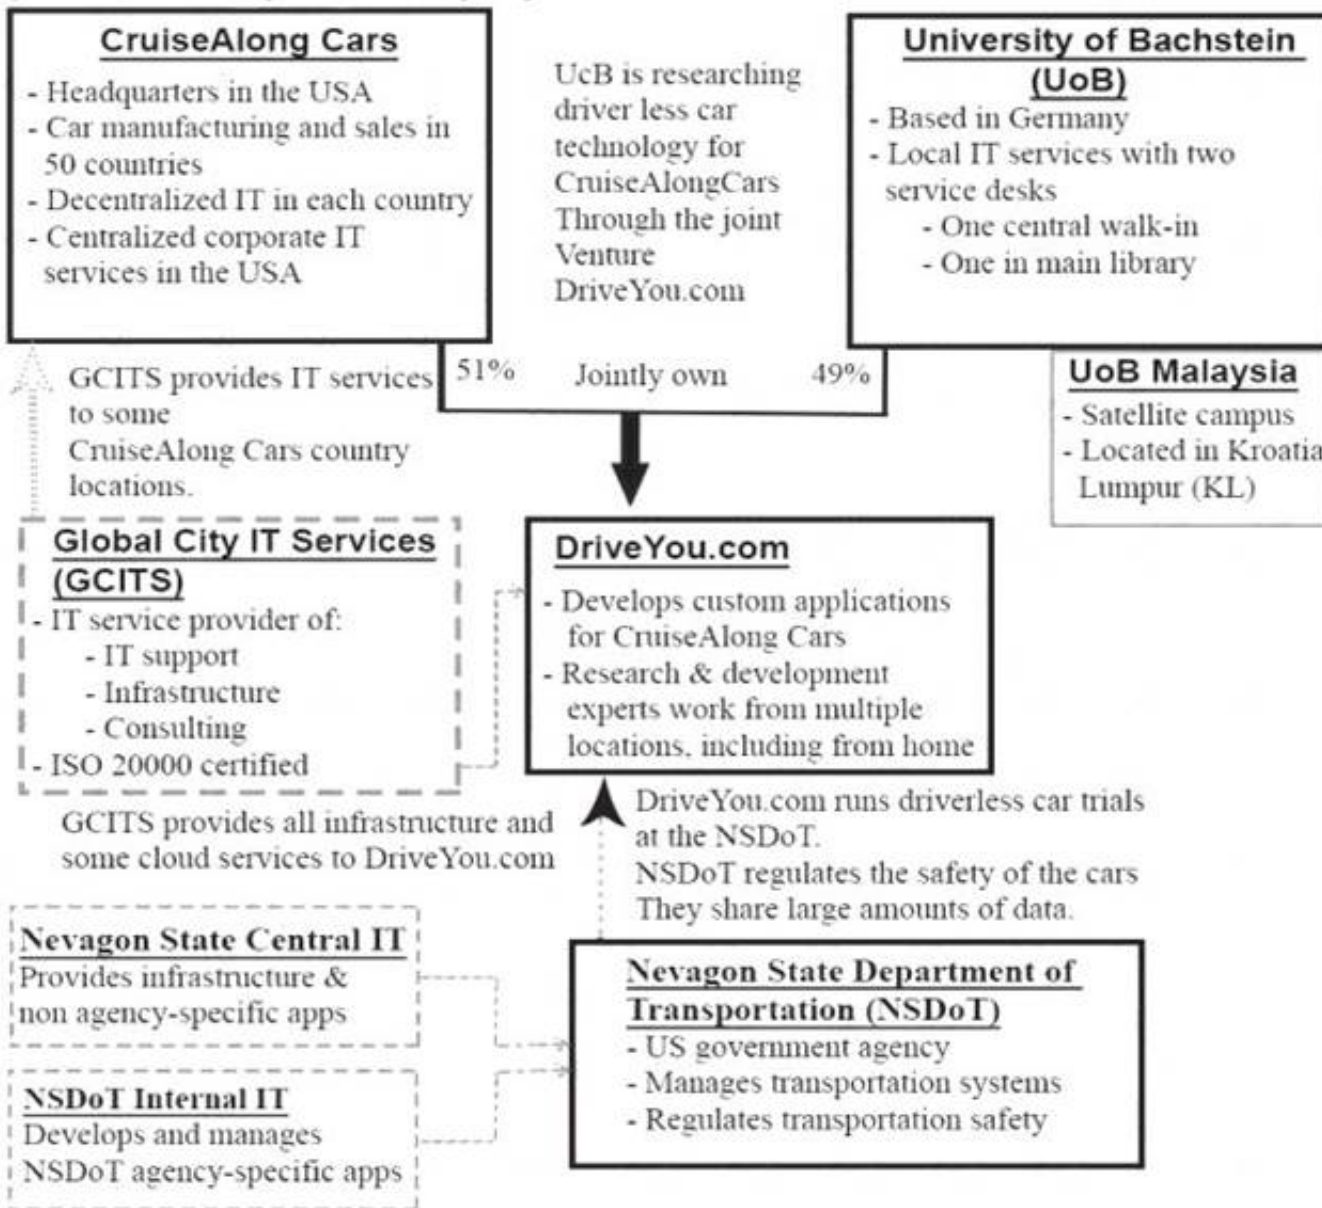 CruiseAlong Cars
- Headquarters in the USA
- Car manufacturing and sales in
50 countries
- Decentralized IT in each country
- Centralized corporate IT
services in the USA
UcB is researching
driver less car
technology for
CruiseAlongCars
Through the joint
Venture
DriveYou.com
University of Bachstein
(UoB)
- Based in Germany
- Local IT services with two
service desks
- One central walk-in
- One in main library
51% Jointly own 49%
UoB Malaysia
- Satellite campus
- Located in Kroatia
Lumpur (KL)
GCITS provides IT services
to some
CruiseAlong Cars country
locations.
Global City IT Services
(GCITS)
- IT service provider of:
- IT support
- Infrastructure
- Consulting
- ISO 20000 certified
DriveYou.com
- Develops custom applications
for CruiseAlong Cars
- Research & development
experts work from multiple
locations, including from home
GCITS provides all infrastructure and
some cloud services to DriveYou.com
DriveYou.com runs driverless car trials
at the NSDoT.
NSDoT regulates the safety of the cars
They share large amounts of data.
Nevagon State Central IT
Provides infrastructure &
non agency-specific apps
NSDoT Internal IT
Develops and manages
NSDoT agency-specific apps
Nevagon State Department of
Transportation (NSDoT)
- US government agency
- Manages transportation systems
- Regulates transportation safety